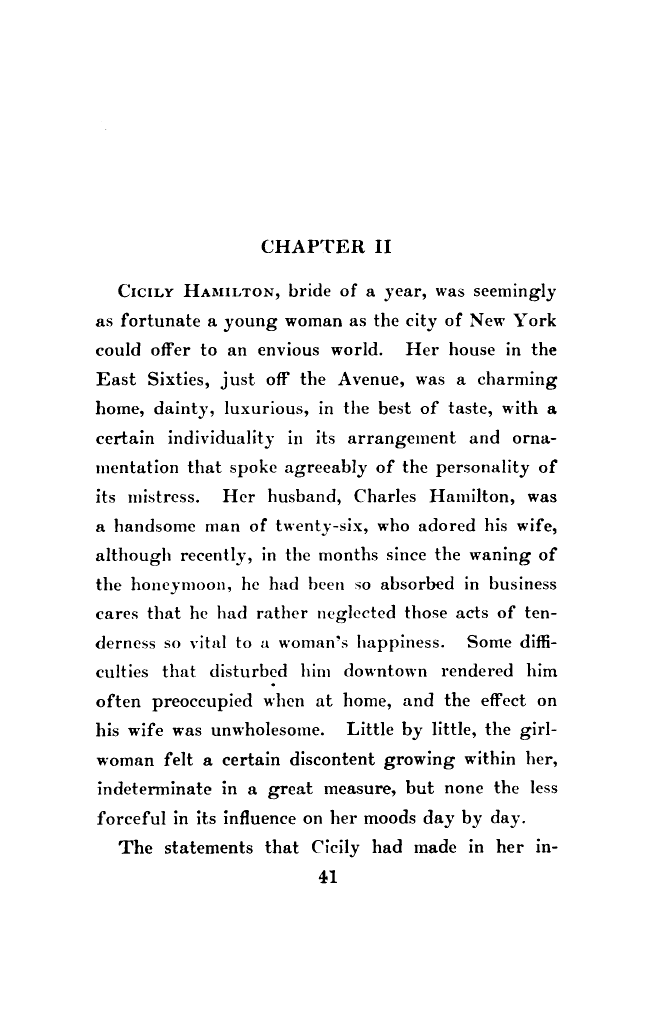 CHAPTER II
CICILY HAMILTON, bride of a year, was seemingly
as fortunate a young woman as the city of New York
could offer to an envious world. Her house in the
East Sixties, just off the Avenue, was a charming
home, dainty, luxurious, in the best of taste, with a
certain individuality in its arrangement and orna-
mentation that spoke agreeably of the personality of
its mistress. Her husband, Charles Hamilton, was
a handsome man of twenty-six, who adored his wife,
although recently, in the months since the waning of
the honeymoon, he had been so absorbed in business
cares that he had rather neglected those acts of ten-
derness so vital to a woman's happiness. Some diffi-
culties that disturbed him downtown rendered him
often preoccupied when at home, and the effect on
his wife was unwholesome. Little by little, the girl-
woman felt a certain discontent growing within her,
indeterminate in a great measure, but none the less
forceful in its influence on her moods day by day.
The statements that Cicily had made in her in-
41